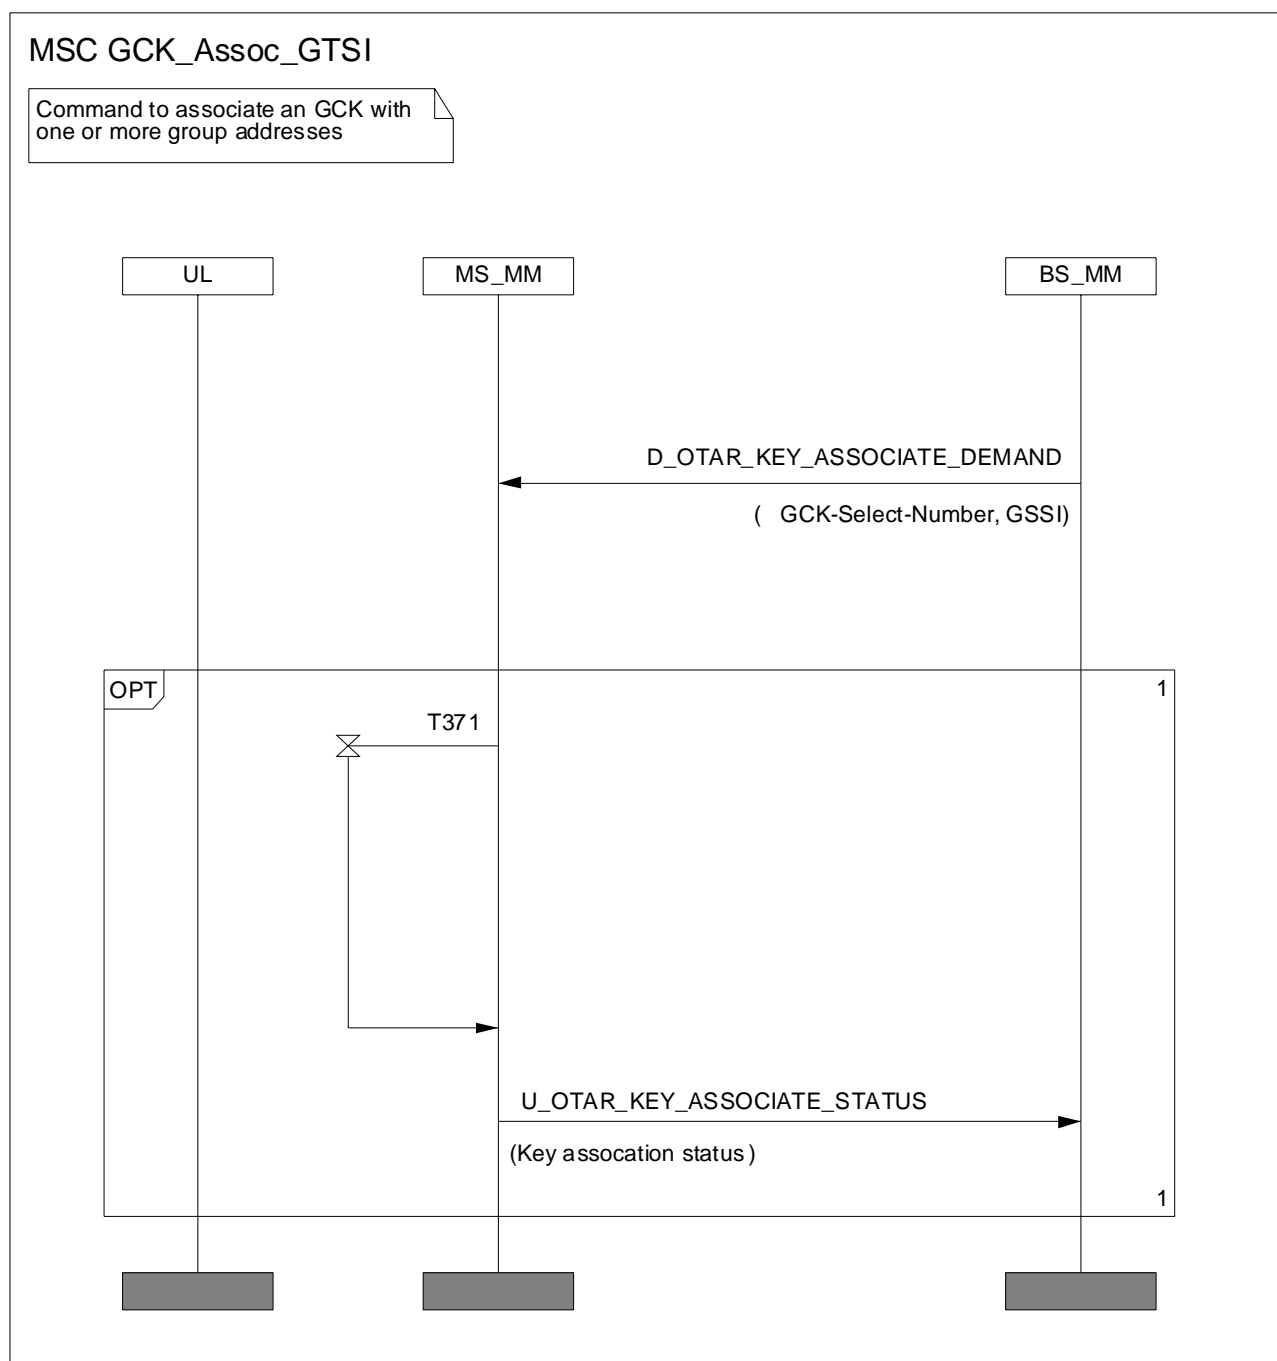 MSC GCK_Assoc_GTSI
Command to associate an GCK with
one or more group addresses
UL
MS_MM
BS_MM
D_OTAR_KEY_ASSOCIATE_DEMAND
( GCK-Select-Number, GSSI)
OPT
1
T371
U_OTAR_KEY_ASSOCIATE_STATUS
(Key assocation status)
1